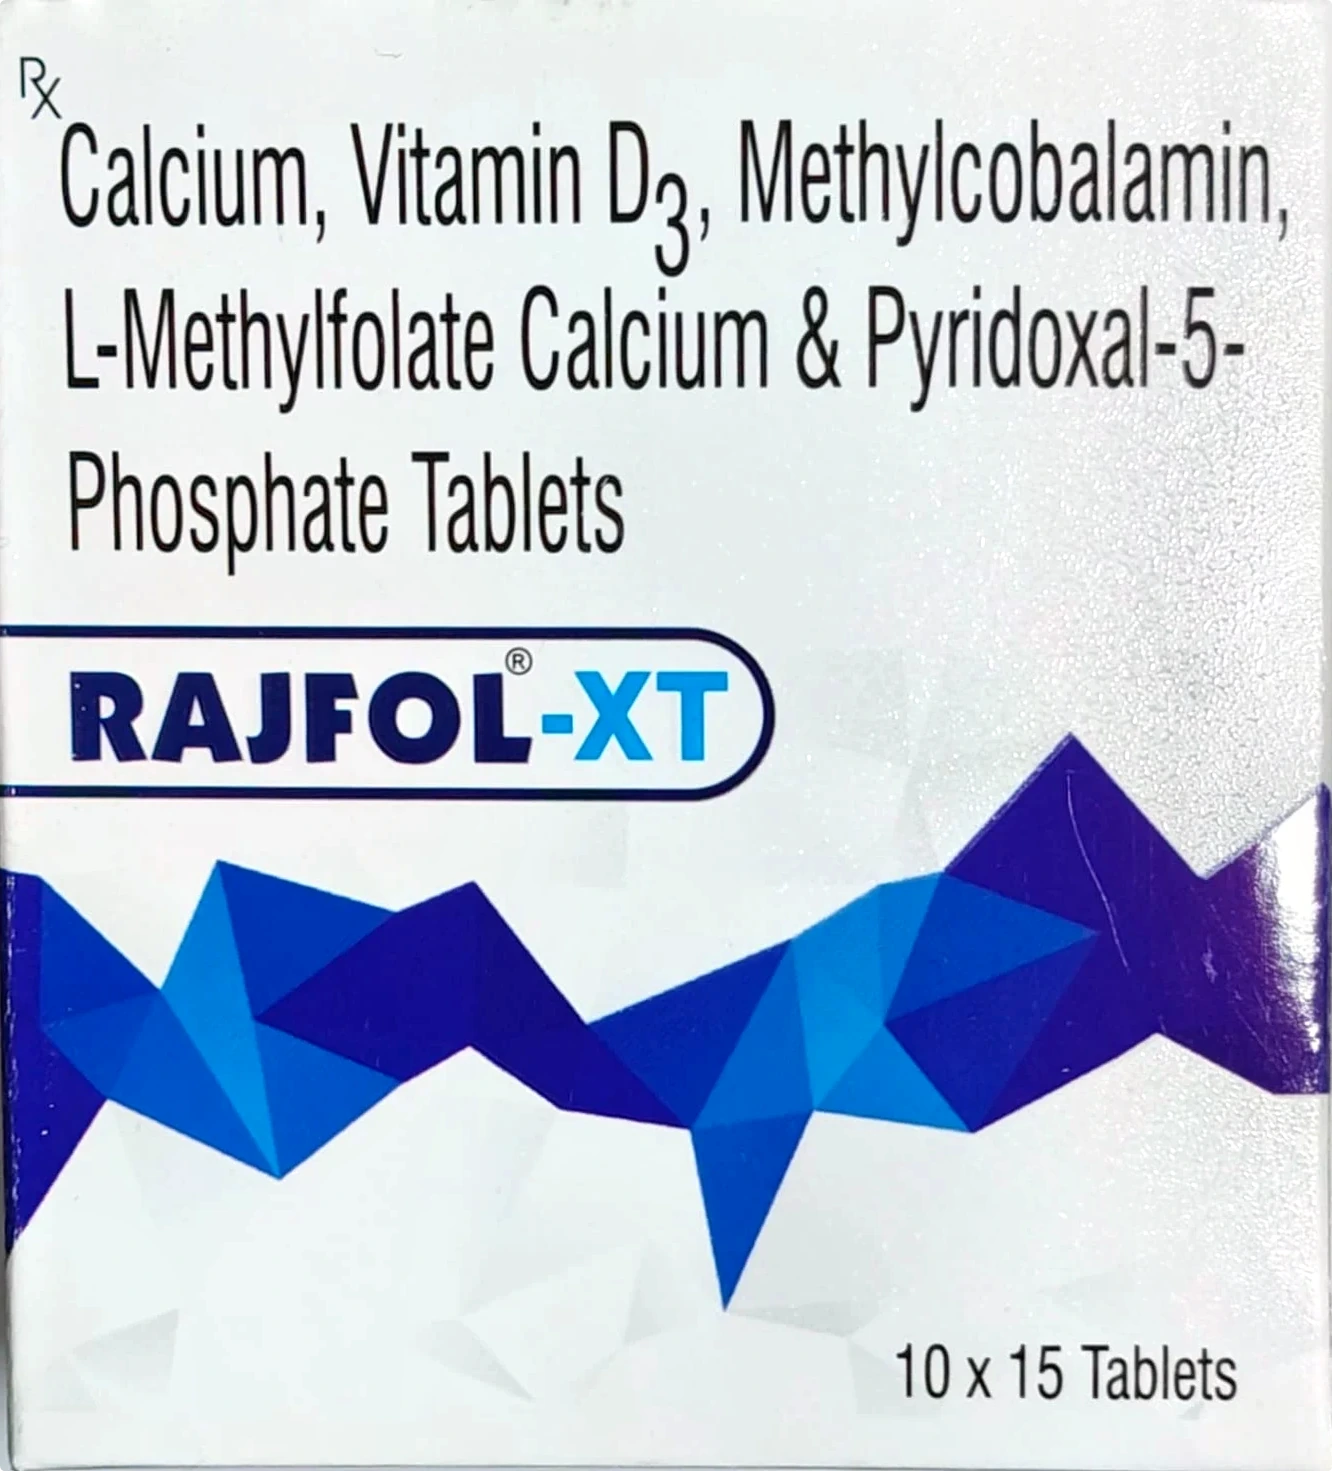 Rx
Calcium, Vitamin D3, Methylcobalamin,
L-Methylfolate Calcium & Pyridoxal-5-
Phosphate Tablets
RAJFOL®-XT
10 x 15 Tablets